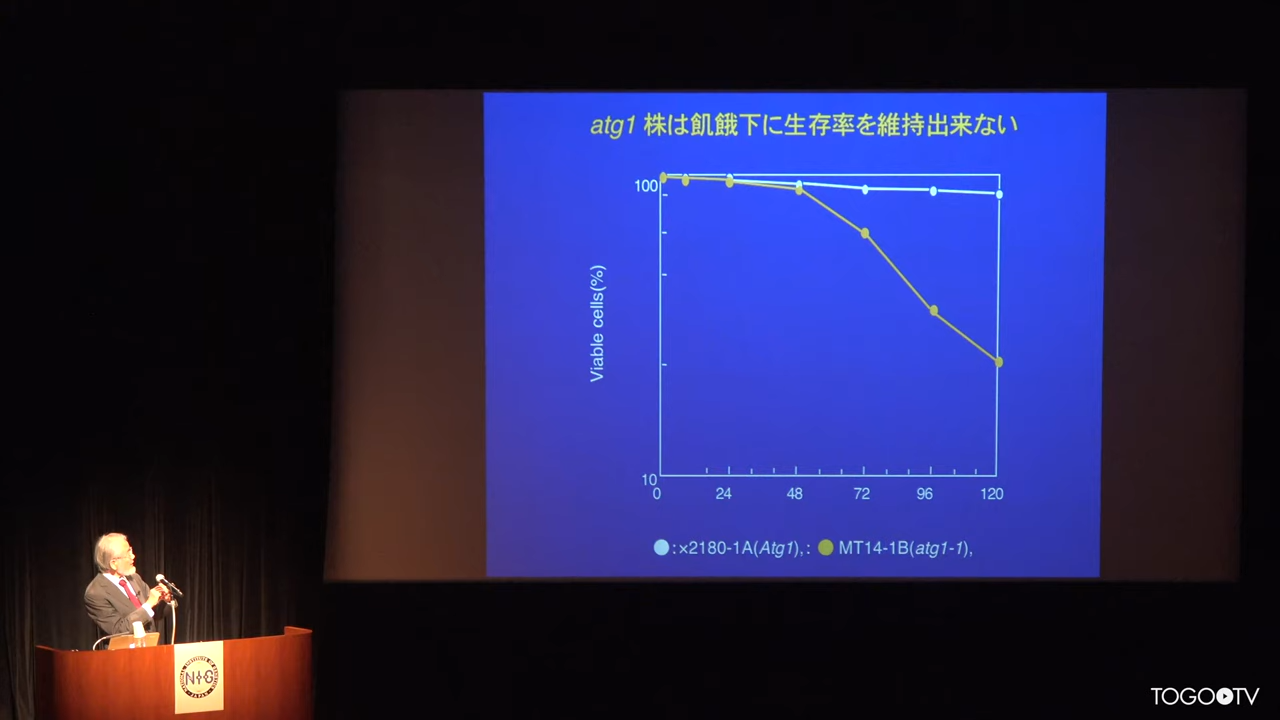 atg1 株は飢餓下に生存率を維持出来ない
100
Viable cells(%)
10
0 24 48 72 96 120
:×2180-1A(Atg1), : MT14-1B(atg1-1),
NIG
TOGOTV